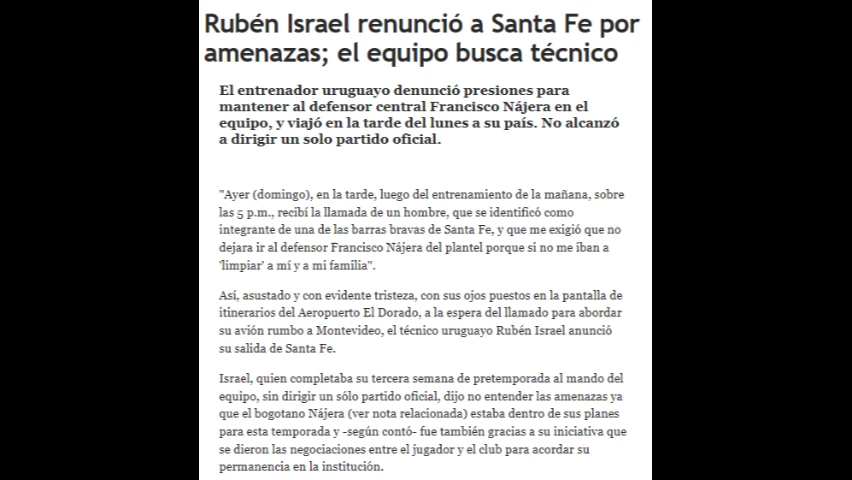 Rubén Israel renunció a Santa Fe por
amenazas; el equipo busca técnico
El entrenador uruguayo denunció presiones para
mantener al defensor central Francisco Nájera en el
equipo, y viajó en la tarde del lunes a su país. No alcanzó
a dirigir un solo partido oficial.
"Ayer (domingo), en la tarde, luego del entrenamiento de la mañana, sobre
las 5 p.m., recibí la llamada de un hombre, que se identificó como
integrante de una de las barras bravas de Santa Fe, y que me exigió que no
dejara ir al defensor Francisco Nájera del plantel porque si no me iban a
'limpiar' a mí y a mi familia".
Así, asustado y con evidente tristeza, con sus ojos puestos en la pantalla de
itinerarios del Aeropuerto El Dorado, a la espera del llamado para abordar
su avión rumbo a Montevideo, el técnico uruguayo Rubén Israel anunció
su salida de Santa Fe.
Israel, quien completaba su tercera semana de pretemporada al mando del
equipo, sin dirigir un sólo partido oficial, dijo no entender las amenazas ya
que el bogotano Nájera (ver nota relacionada) estaba dentro de sus planes
para esta temporada y -según contó- fue también gracias a su iniciativa que
se dieron las negociaciones entre el jugador y el club para acordar su
permanencia en la institución.